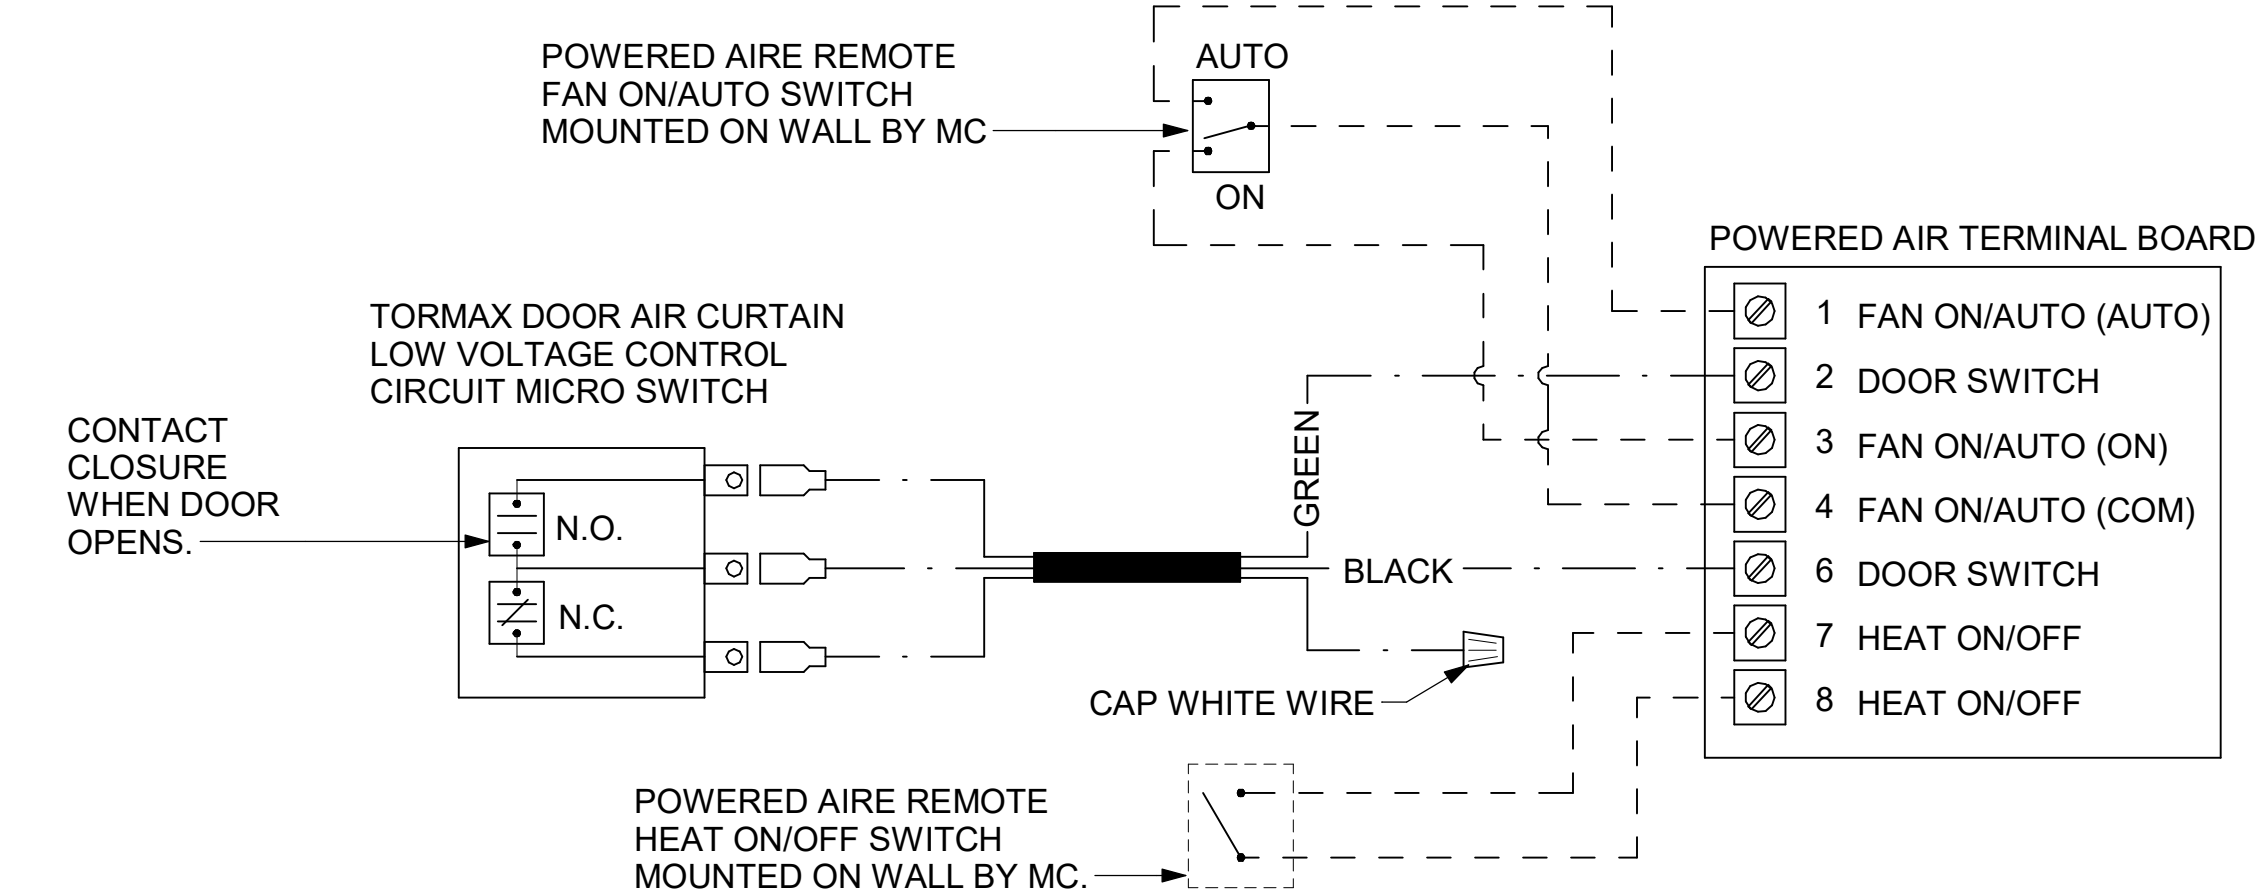 POWERED AIRE REMOTE
FAN ON/AUTO SWITCH
MOUNTED ON WALL BY MC
AUTO
ON
POWERED AIR TERMINAL BOARD
1 FAN ON/AUTO (AUTO)
2 DOOR SWITCH
3 FAN ON/AUTO (ON)
4 FAN ON/AUTO (COM)
6 DOOR SWITCH
7 HEAT ON/OFF
8 HEAT ON/OFF
TORMAX DOOR AIR CURTAIN
LOW VOLTAGE CONTROL
CIRCUIT MICRO SWITCH
CONTACT
CLOSURE
WHEN DOOR
OPENS.
N.O.
N.C.
GREEN
BLACK
CAP WHITE WIRE
POWERED AIRE REMOTE
HEAT ON/OFF SWITCH
MOUNTED ON WALL BY MC.